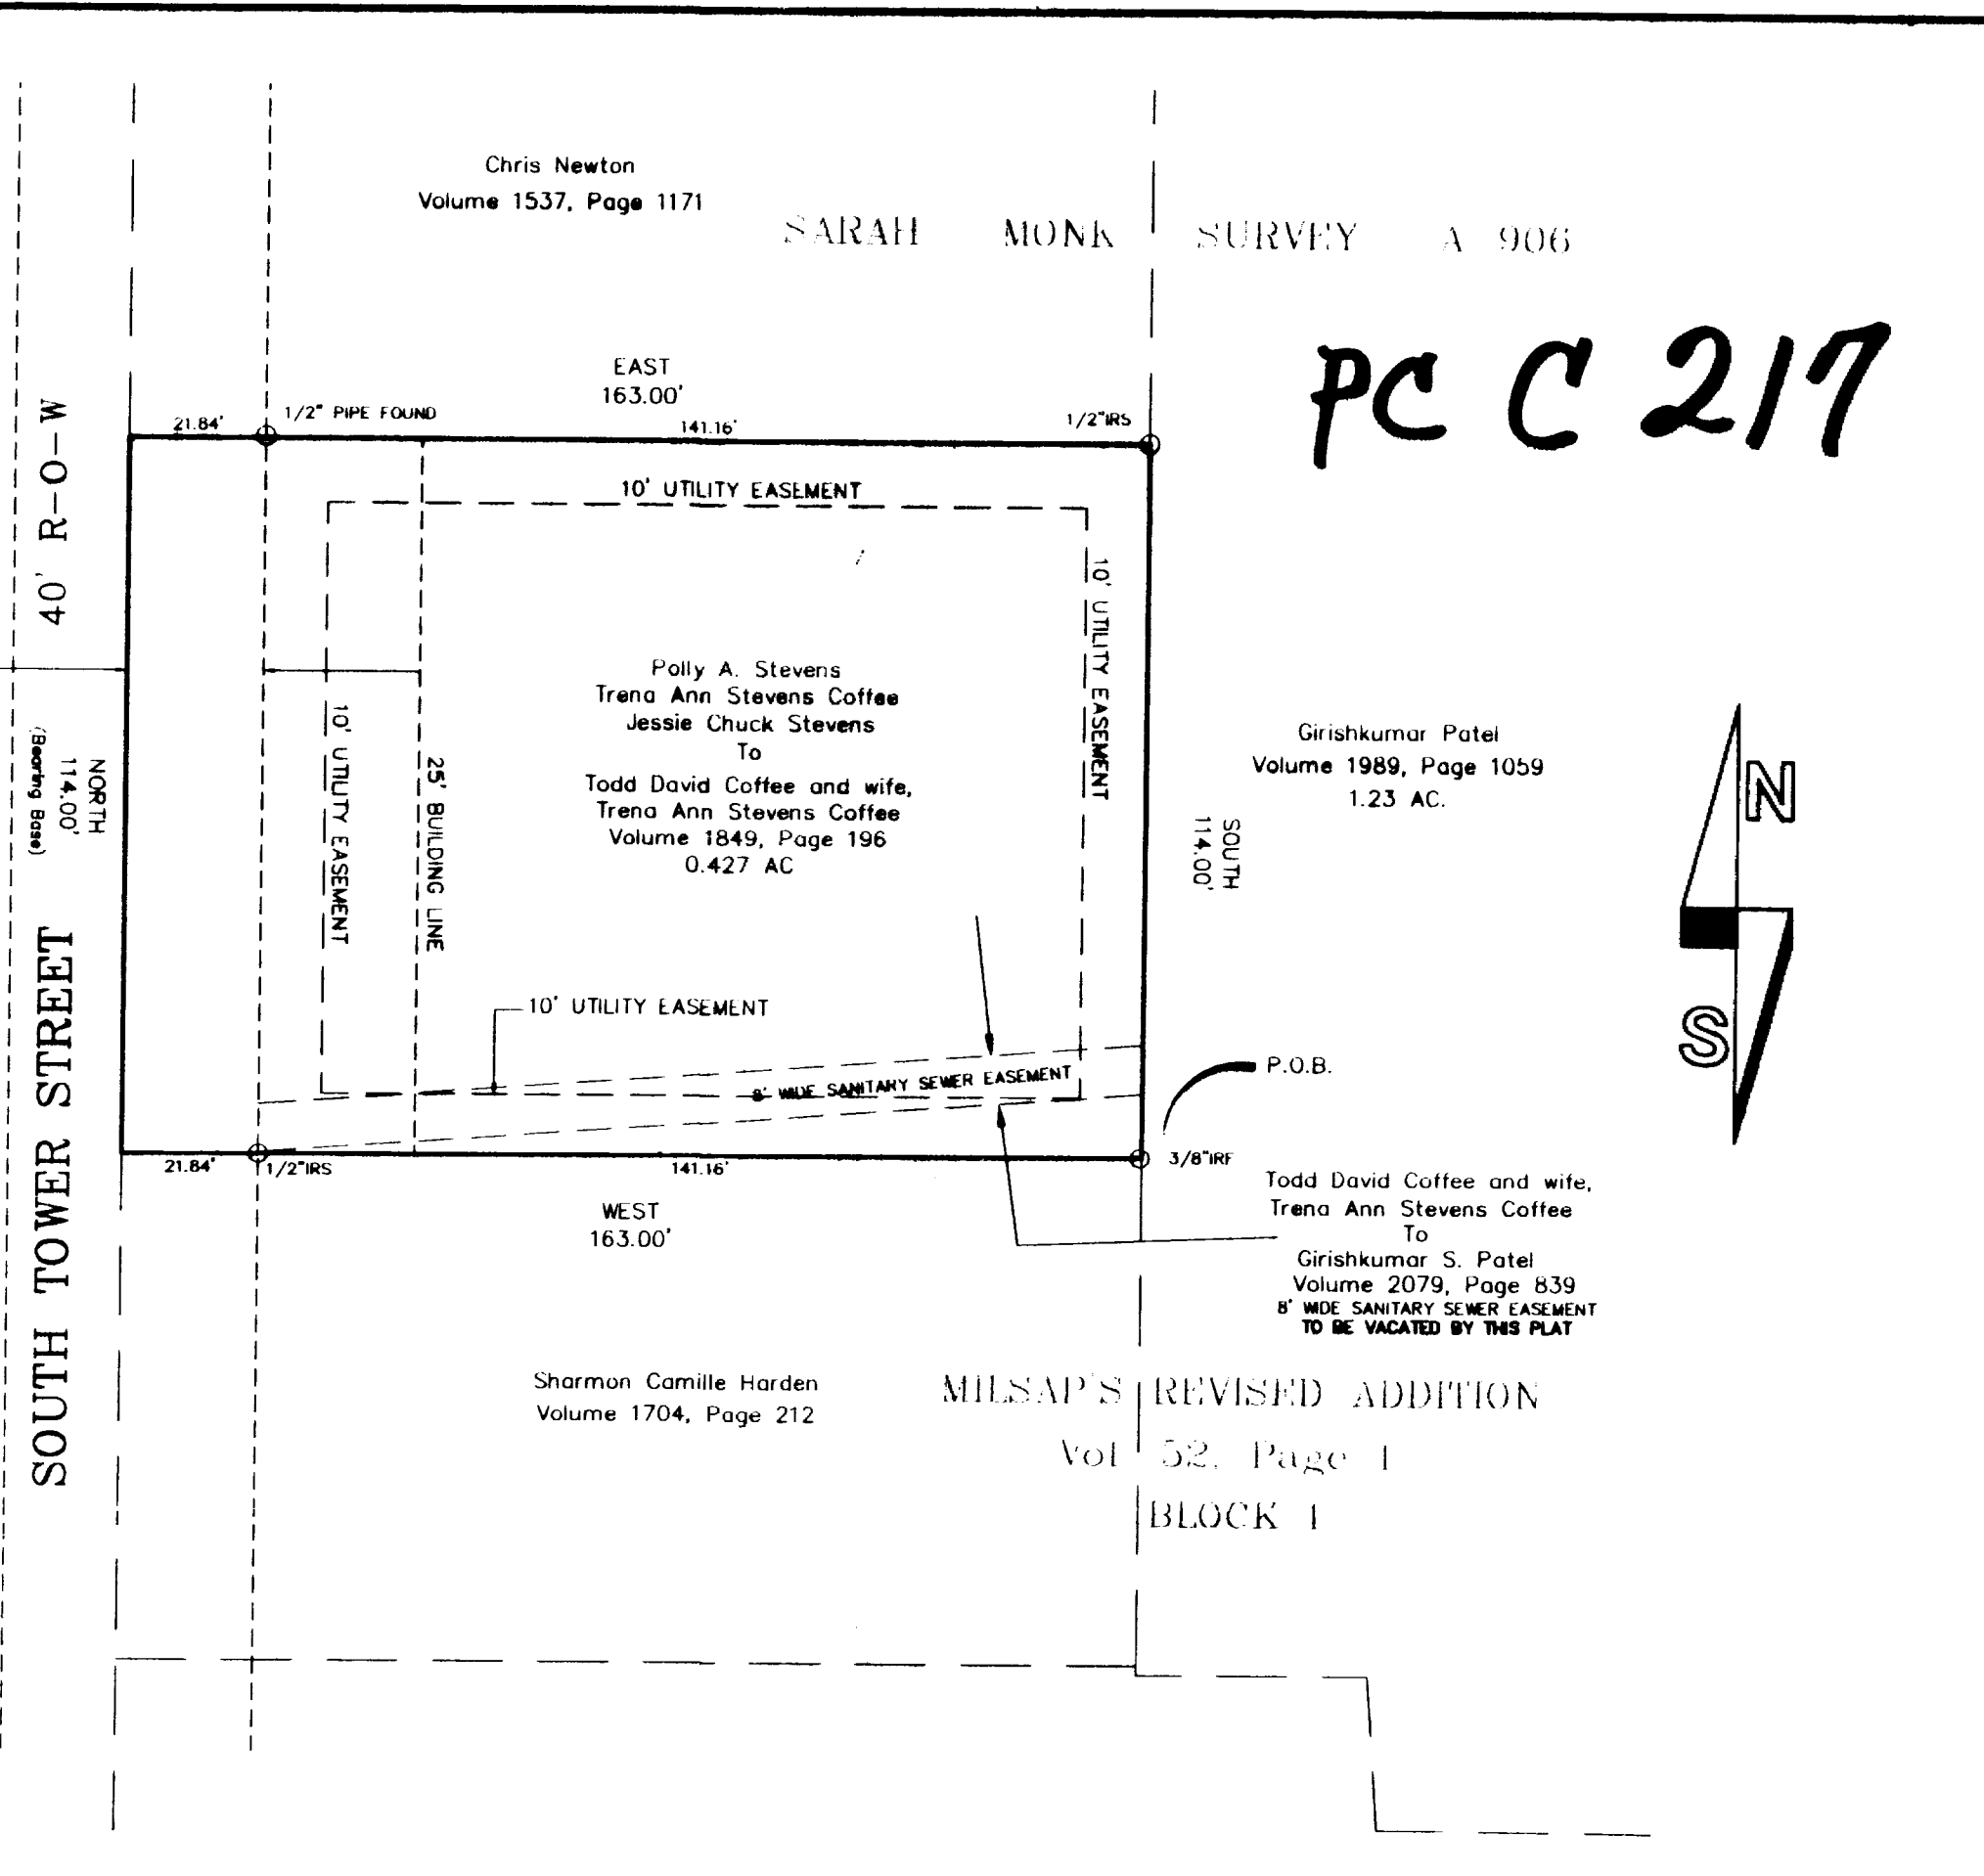 Chris Newton
Volume 1537, Page 1171
SARAH MONK SURVEY A 906
PC C 217
EAST
163.00'
21.84'
1/2" PIPE FOUND
141.16'
1/2"IRS
10' UTILITY EASEMENT
10' UTILITY EASEMENT
40' R-O-W
NORTH
114.00'
(Bearing Base)
10' UTILITY EASEMENT
25' BUILDING LINE
Polly A. Stevens
Trena Ann Stevens Coffee
Jessie Chuck Stevens
To
Todd David Coffee and wife,
Trena Ann Stevens Coffee
Volume 1849, Page 196
0.427 AC
Girishkumar Patel
Volume 1989, Page 1059
1.23 AC.
SOUTH
114.00'
N
S
SOUTH TOWER STREET
10' UTILITY EASEMENT
8' WIDE SANITARY SEWER EASEMENT
P.O.B.
21.84'
1/2"IRS
141.16'
3/8"IRF
WEST
163.00'
Todd David Coffee and wife,
Trena Ann Stevens Coffee
To
Girishkumar S. Patel
Volume 2079, Page 839
8' WIDE SANITARY SEWER EASEMENT
TO BE VACATED BY THIS PLAT
Sharmon Camille Harden
Volume 1704, Page 212
MILSAP'S REVISED ADDITION
Vol 52, Page 1
BLOCK 1